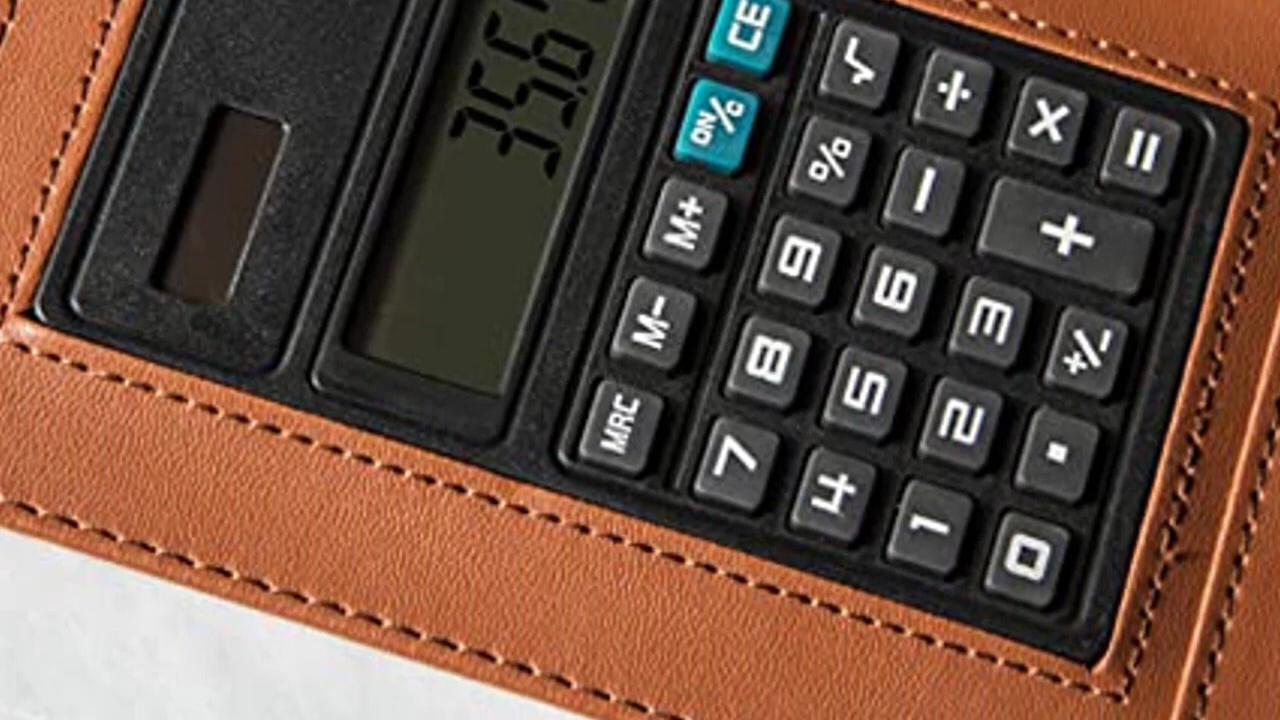 MRC M- M+ ON/C CE
7 8 9 % √
4 5 6 - ÷
1 2 3 + ×
0 . +/- =